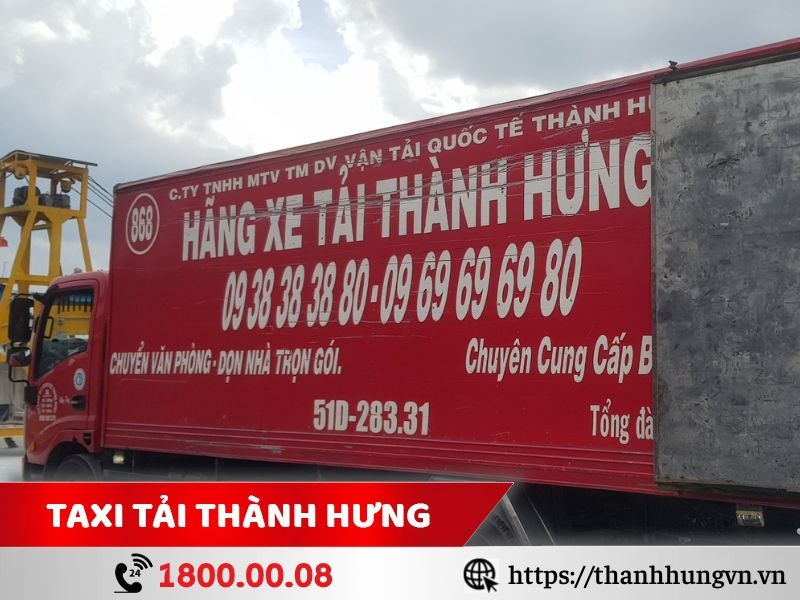 C.TY TNHH MTV TM DV VẬN TẢI QUỐC TẾ THÀNH
868
HÃNG XE TẢI THÀNH HƯNG
09 38 38 38 80 - 09 69 69 69 80
CHUYỂN VĂN PHÒNG - DỌN NHÀ TRỌN GÓI.
Chuyên Cung Cấp
51D-283.31
Tổng
TAXI TẢI THÀNH HƯNG
24
1800.00.08
https://thanhhungvn.vn